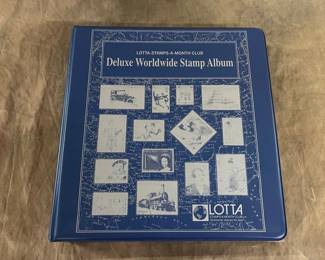 LOTTA-STAMPS-A-MONTH-CLUB
Deluxe Worldwide Stamp Album
LOTTA